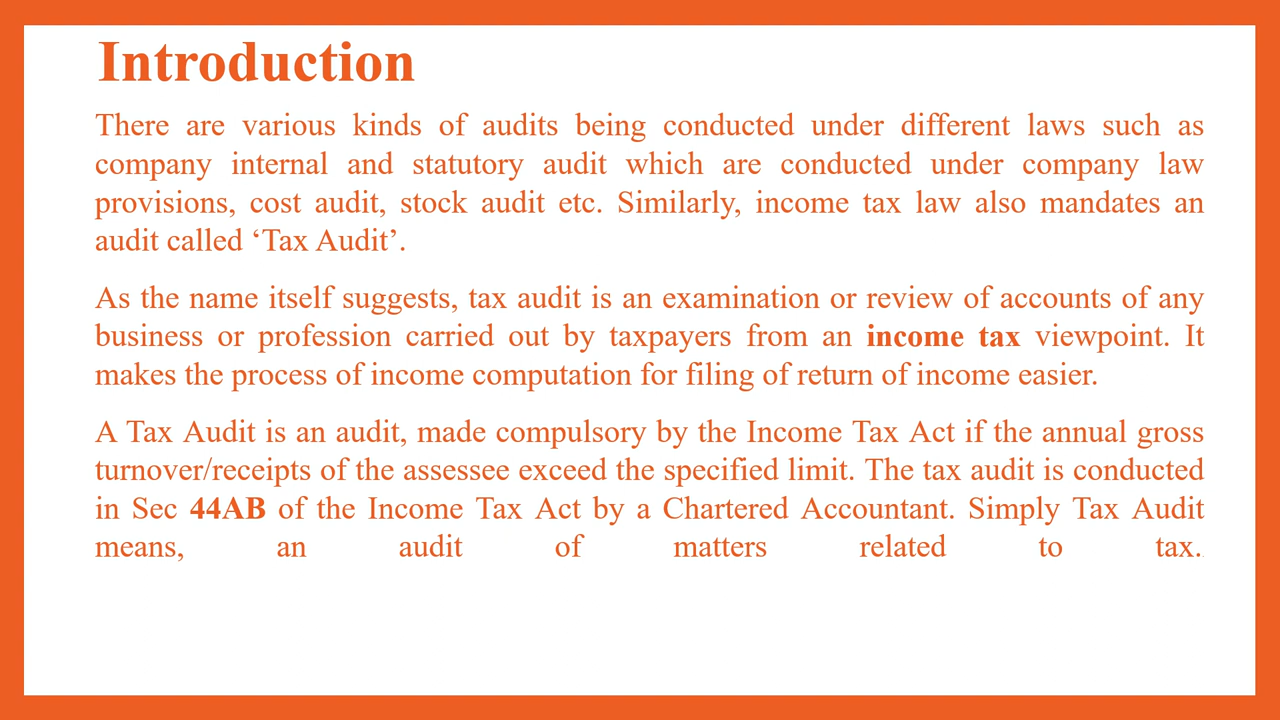 Introduction
There are various kinds of audits being conducted under different laws such as
company internal and statutory audit which are conducted under company law
provisions, cost audit, stock audit etc. Similarly, income tax law also mandates an
audit called ‘Tax Audit’.
As the name itself suggests, tax audit is an examination or review of accounts of any
business or profession carried out by taxpayers from an income tax viewpoint. It
makes the process of income computation for filing of return of income easier.
A Tax Audit is an audit, made compulsory by the Income Tax Act if the annual gross
turnover/receipts of the assessee exceed the specified limit. The tax audit is conducted
in Sec 44AB of the Income Tax Act by a Chartered Accountant. Simply Tax Audit
means, an audit of matters related to tax.